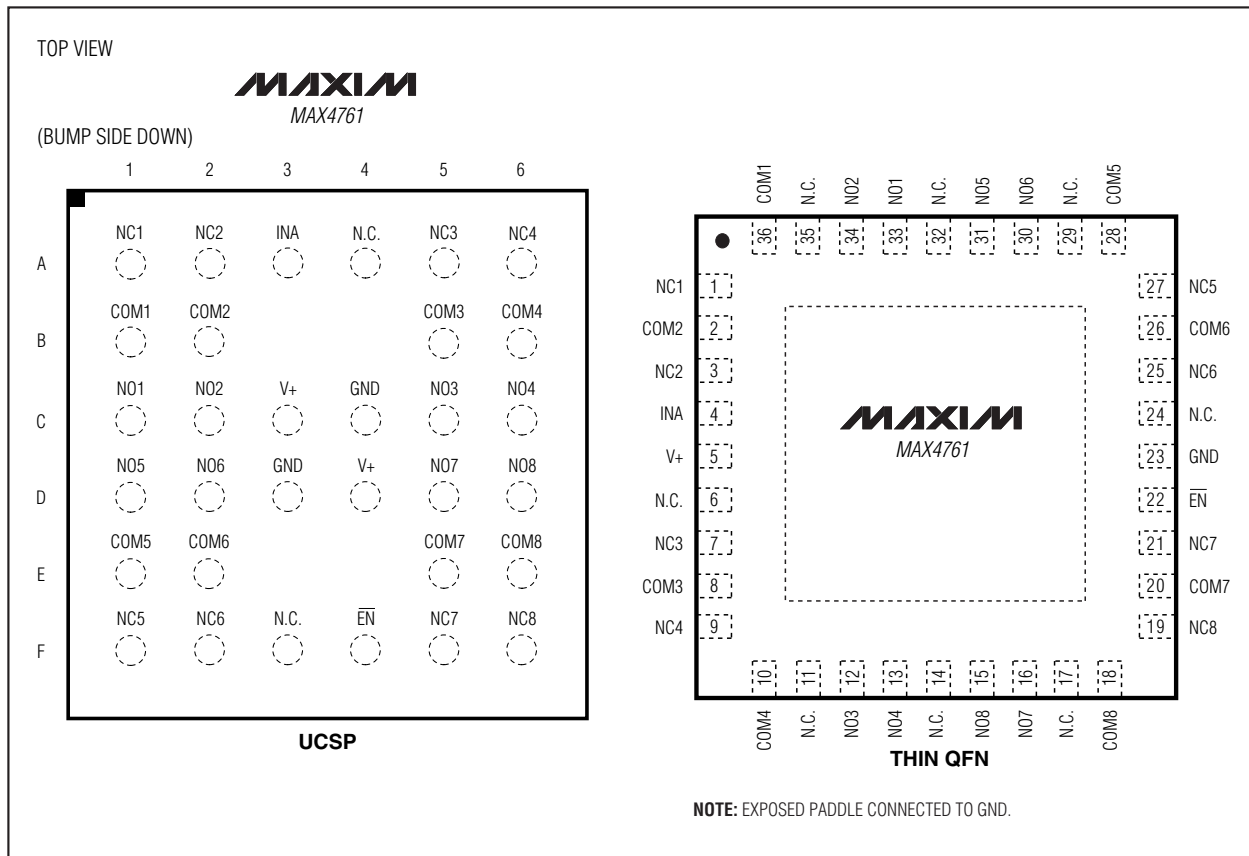 TOP VIEW
MAXIM
MAX4761
(BUMP SIDE DOWN)
1 2 3 4 5 6
NC1 NC2 INA N.C. NC3 NC4
A
COM1 COM2 COM3 COM4
B
NO1 NO2 V+ GND NO3 NO4
C
NO5 NO6 GND V+ NO7 NO8
D
COM5 COM6 COM7 COM8
E
NC5 NC6 N.C. E̅N̅ NC7 NC8
F
UCSP
COM1 N.C. NO2 NO1 N.C. NO5 NO6 N.C. COM5
36 35 34 33 32 31 30 29 28
NC1 1 27 NC5
COM2 2 26 COM6
NC2 3 25 NC6
INA 4 24 N.C.
MAXIM
MAX4761
V+ 5 23 GND
N.C. 6 22 E̅N̅
NC3 7 21 NC7
COM3 8 20 COM7
NC4 9 19 NC8
10 11 12 13 14 15 16 17 18
COM4 N.C. NO3 NO4 N.C. NO8 NO7 N.C. COM8
THIN QFN
NOTE: EXPOSED PADDLE CONNECTED TO GND.